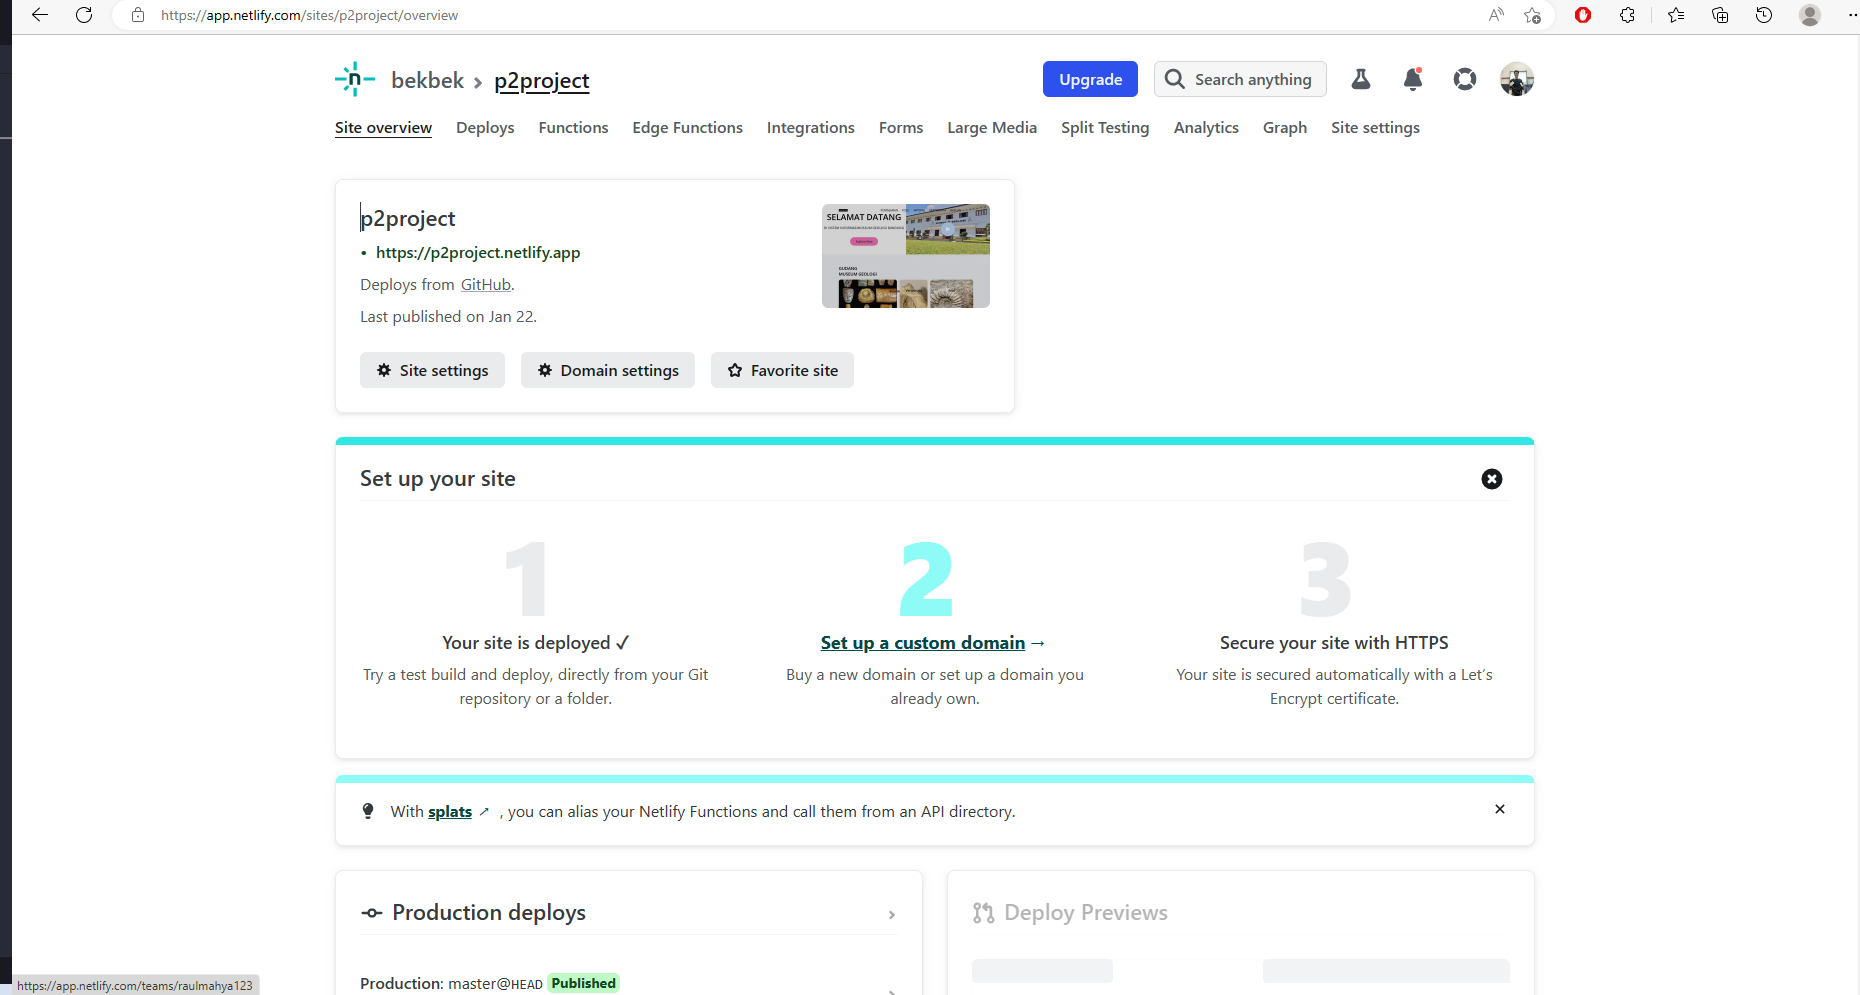 https://app.netlify.com/sites/p2project/overview
bekbek › p2project
Upgrade
Search anything
Site overview Deploys Functions Edge Functions Integrations Forms Large Media Split Testing Analytics Graph Site settings
p2project
• https://p2project.netlify.app
Deploys from GitHub.
Last published on Jan 22.
SELAMAT DATANG
GUDANG
MUSEUM GEOLOGI
Site settings Domain settings Favorite site
Set up your site
1
Your site is deployed ✓
Try a test build and deploy, directly from your Git
repository or a folder.
2
Set up a custom domain →
Buy a new domain or set up a domain you
already own.
3
Secure your site with HTTPS
Your site is secured automatically with a Let’s
Encrypt certificate.
With splats ↗ , you can alias your Netlify Functions and call them from an API directory.
Production deploys
Production: master@HEAD Published
Deploy Previews
https://app.netlify.com/teams/raulmahya123